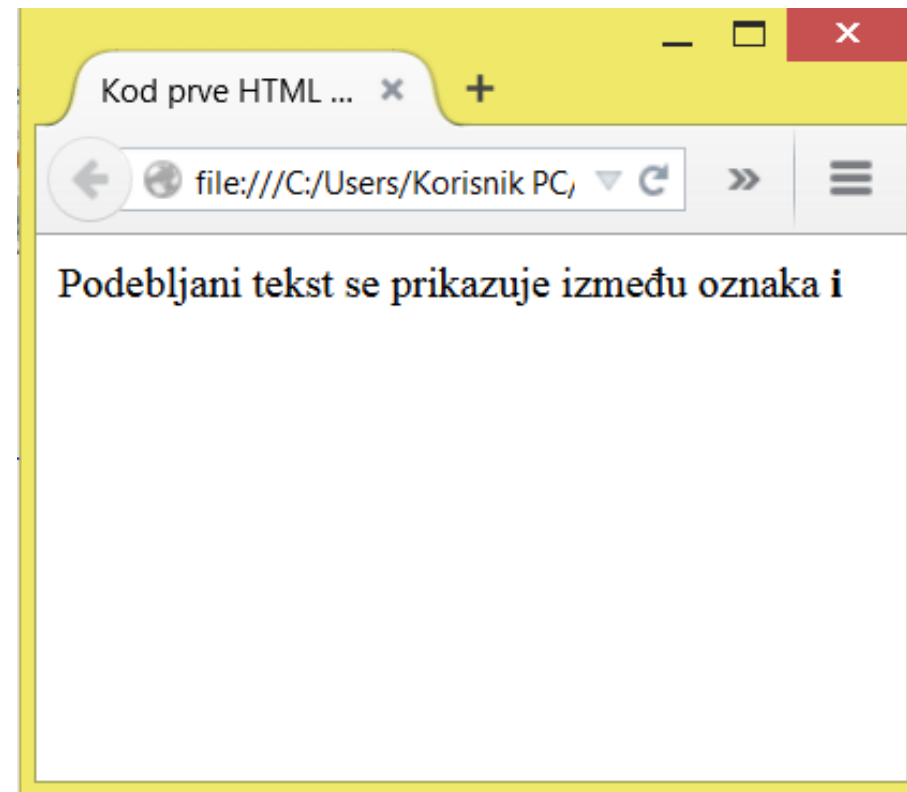 Kod prve HTML ...
file:///C:/Users/Korisnik PC/
Podebljani tekst se prikazuje između oznaka i